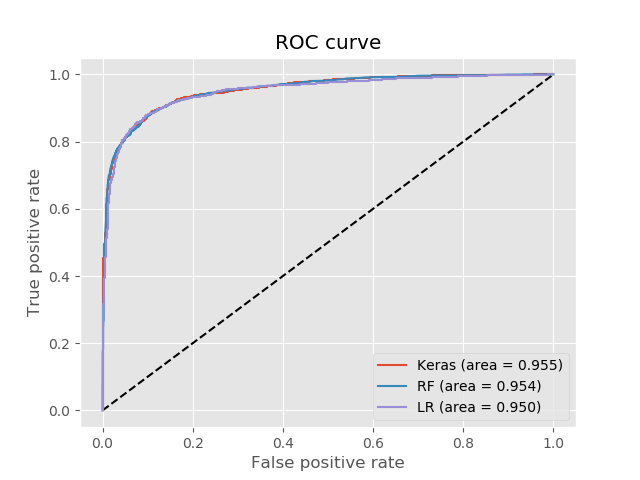 ROC curve
True positive rate
1.0
0.8
0.6
0.4
0.2
0.0
Keras (area = 0.955)
RF (area = 0.954)
LR (area = 0.950)
0.0 0.2 0.4 0.6 0.8 1.0
False positive rate